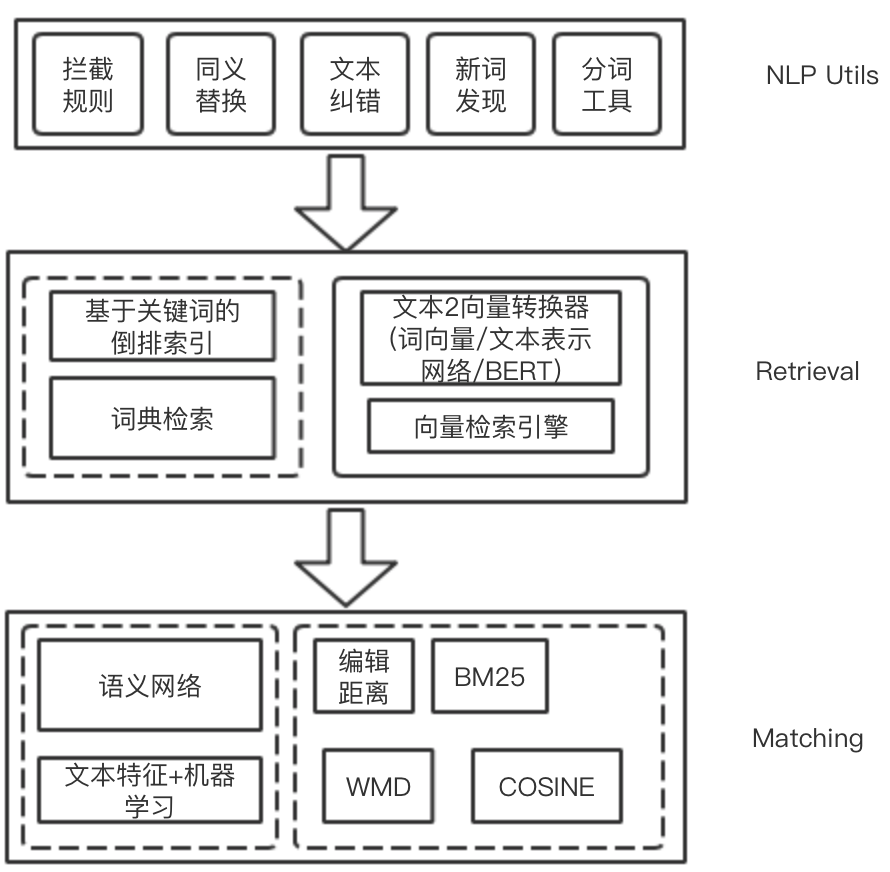 拦截
规则
同义
替换
文本
纠错
新词
发现
分词
工具
NLP Utils
基于关键词的
倒排索引
词典检索
文本2向量转换器
(词向量/文本表示
网络/BERT)
向量检索引擎
Retrieval
语义网络
文本特征+机器
学习
编辑
距离
BM25
WMD
COSINE
Matching